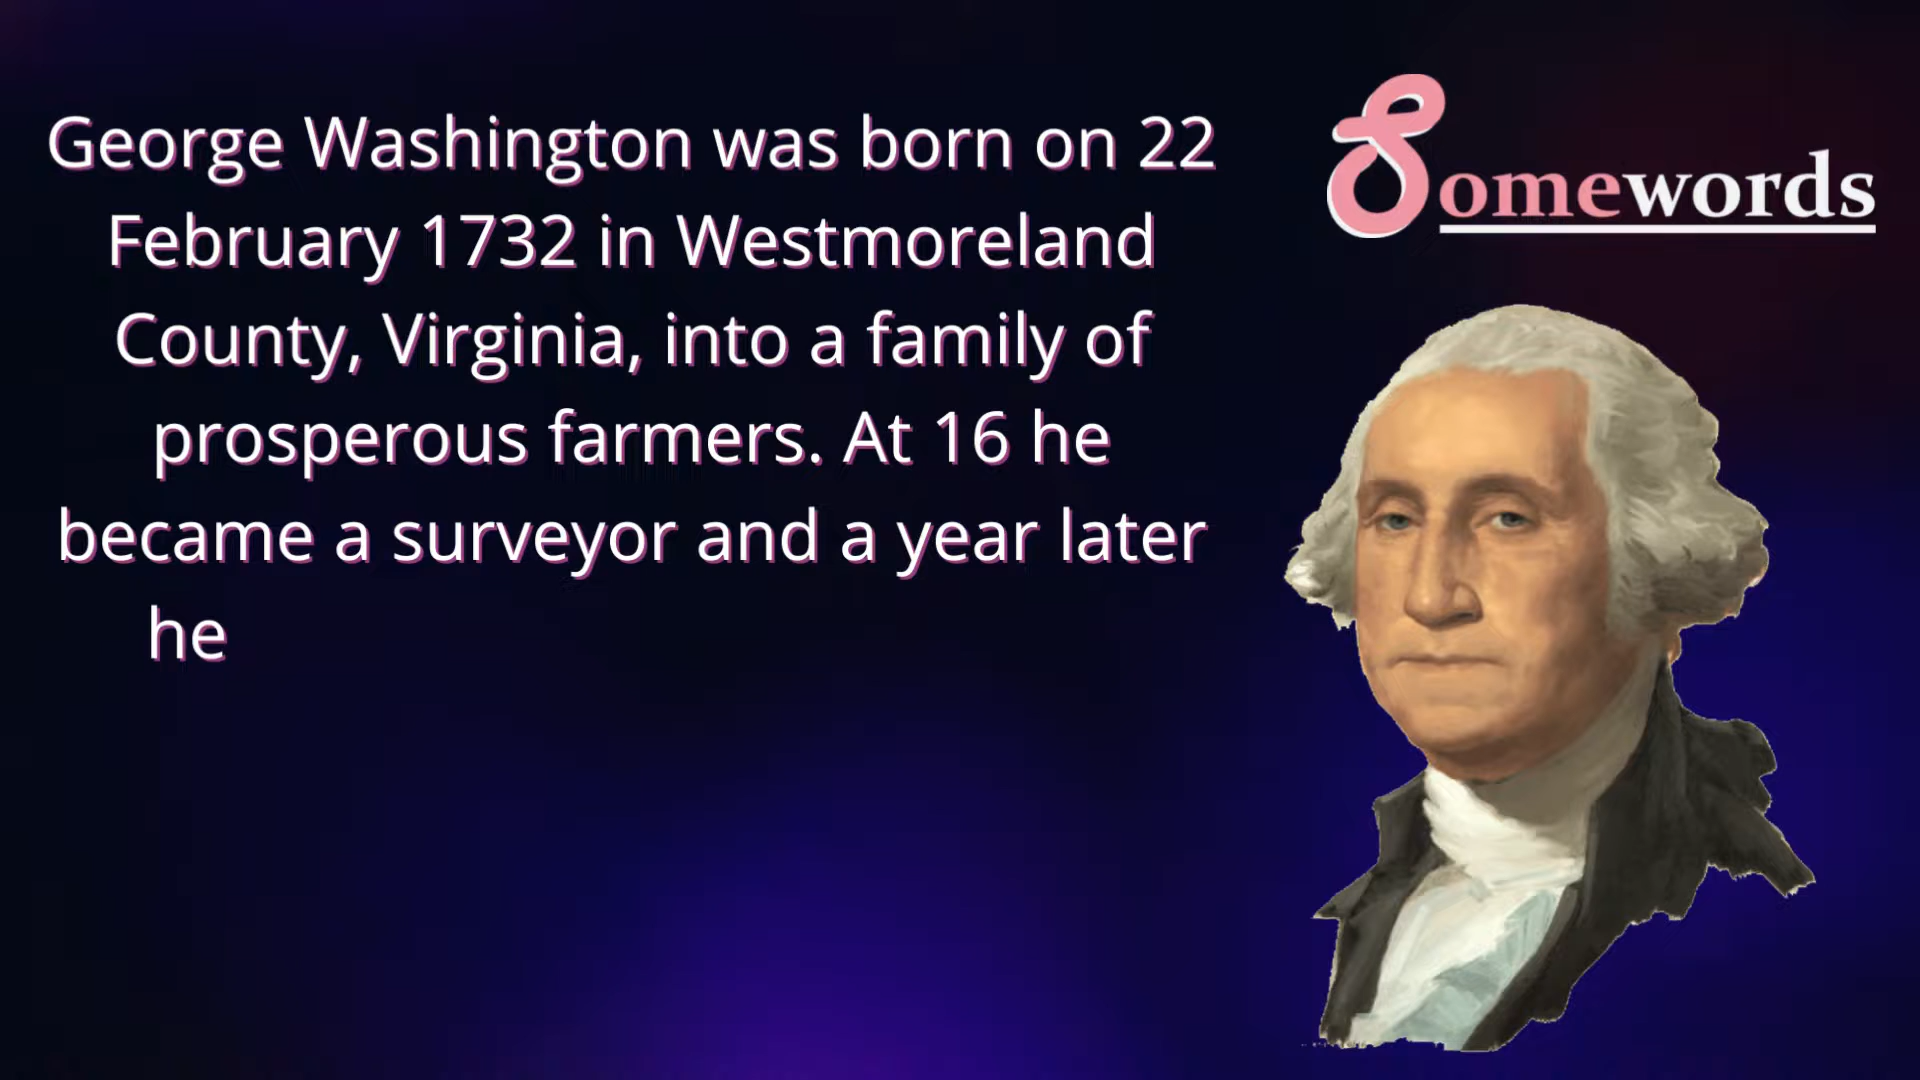 George Washington was born on 22
February 1732 in Westmoreland
County, Virginia, into a family of
prosperous farmers. At 16 he
became a surveyor and a year later
he
Somewords